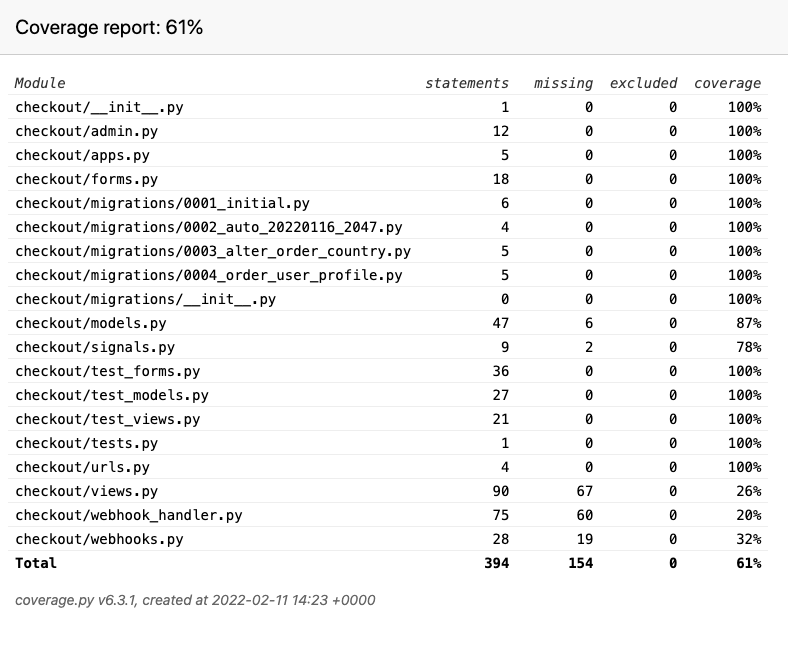 Coverage report: 61%
Module statements missing excluded coverage
checkout/__init__.py 1 0 0 100%
checkout/admin.py 12 0 0 100%
checkout/apps.py 5 0 0 100%
checkout/forms.py 18 0 0 100%
checkout/migrations/0001_initial.py 6 0 0 100%
checkout/migrations/0002_auto_20220116_2047.py 4 0 0 100%
checkout/migrations/0003_alter_order_country.py 5 0 0 100%
checkout/migrations/0004_order_user_profile.py 5 0 0 100%
checkout/migrations/__init__.py 0 0 0 100%
checkout/models.py 47 6 0 87%
checkout/signals.py 9 2 0 78%
checkout/test_forms.py 36 0 0 100%
checkout/test_models.py 27 0 0 100%
checkout/test_views.py 21 0 0 100%
checkout/tests.py 1 0 0 100%
checkout/urls.py 4 0 0 100%
checkout/views.py 90 67 0 26%
checkout/webhook_handler.py 75 60 0 20%
checkout/webhooks.py 28 19 0 32%
Total 394 154 0 61%
coverage.py v6.3.1, created at 2022-02-11 14:23 +0000